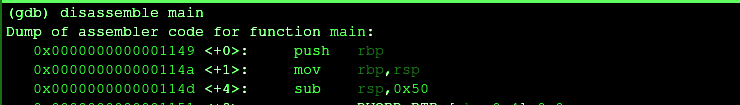 (gdb) disassemble main
Dump of assembler code for function main:
0x0000000000001149 <+0>: push rbp
0x000000000000114a <+1>: mov rbp,rsp
0x000000000000114d <+4>: sub rsp,0x50